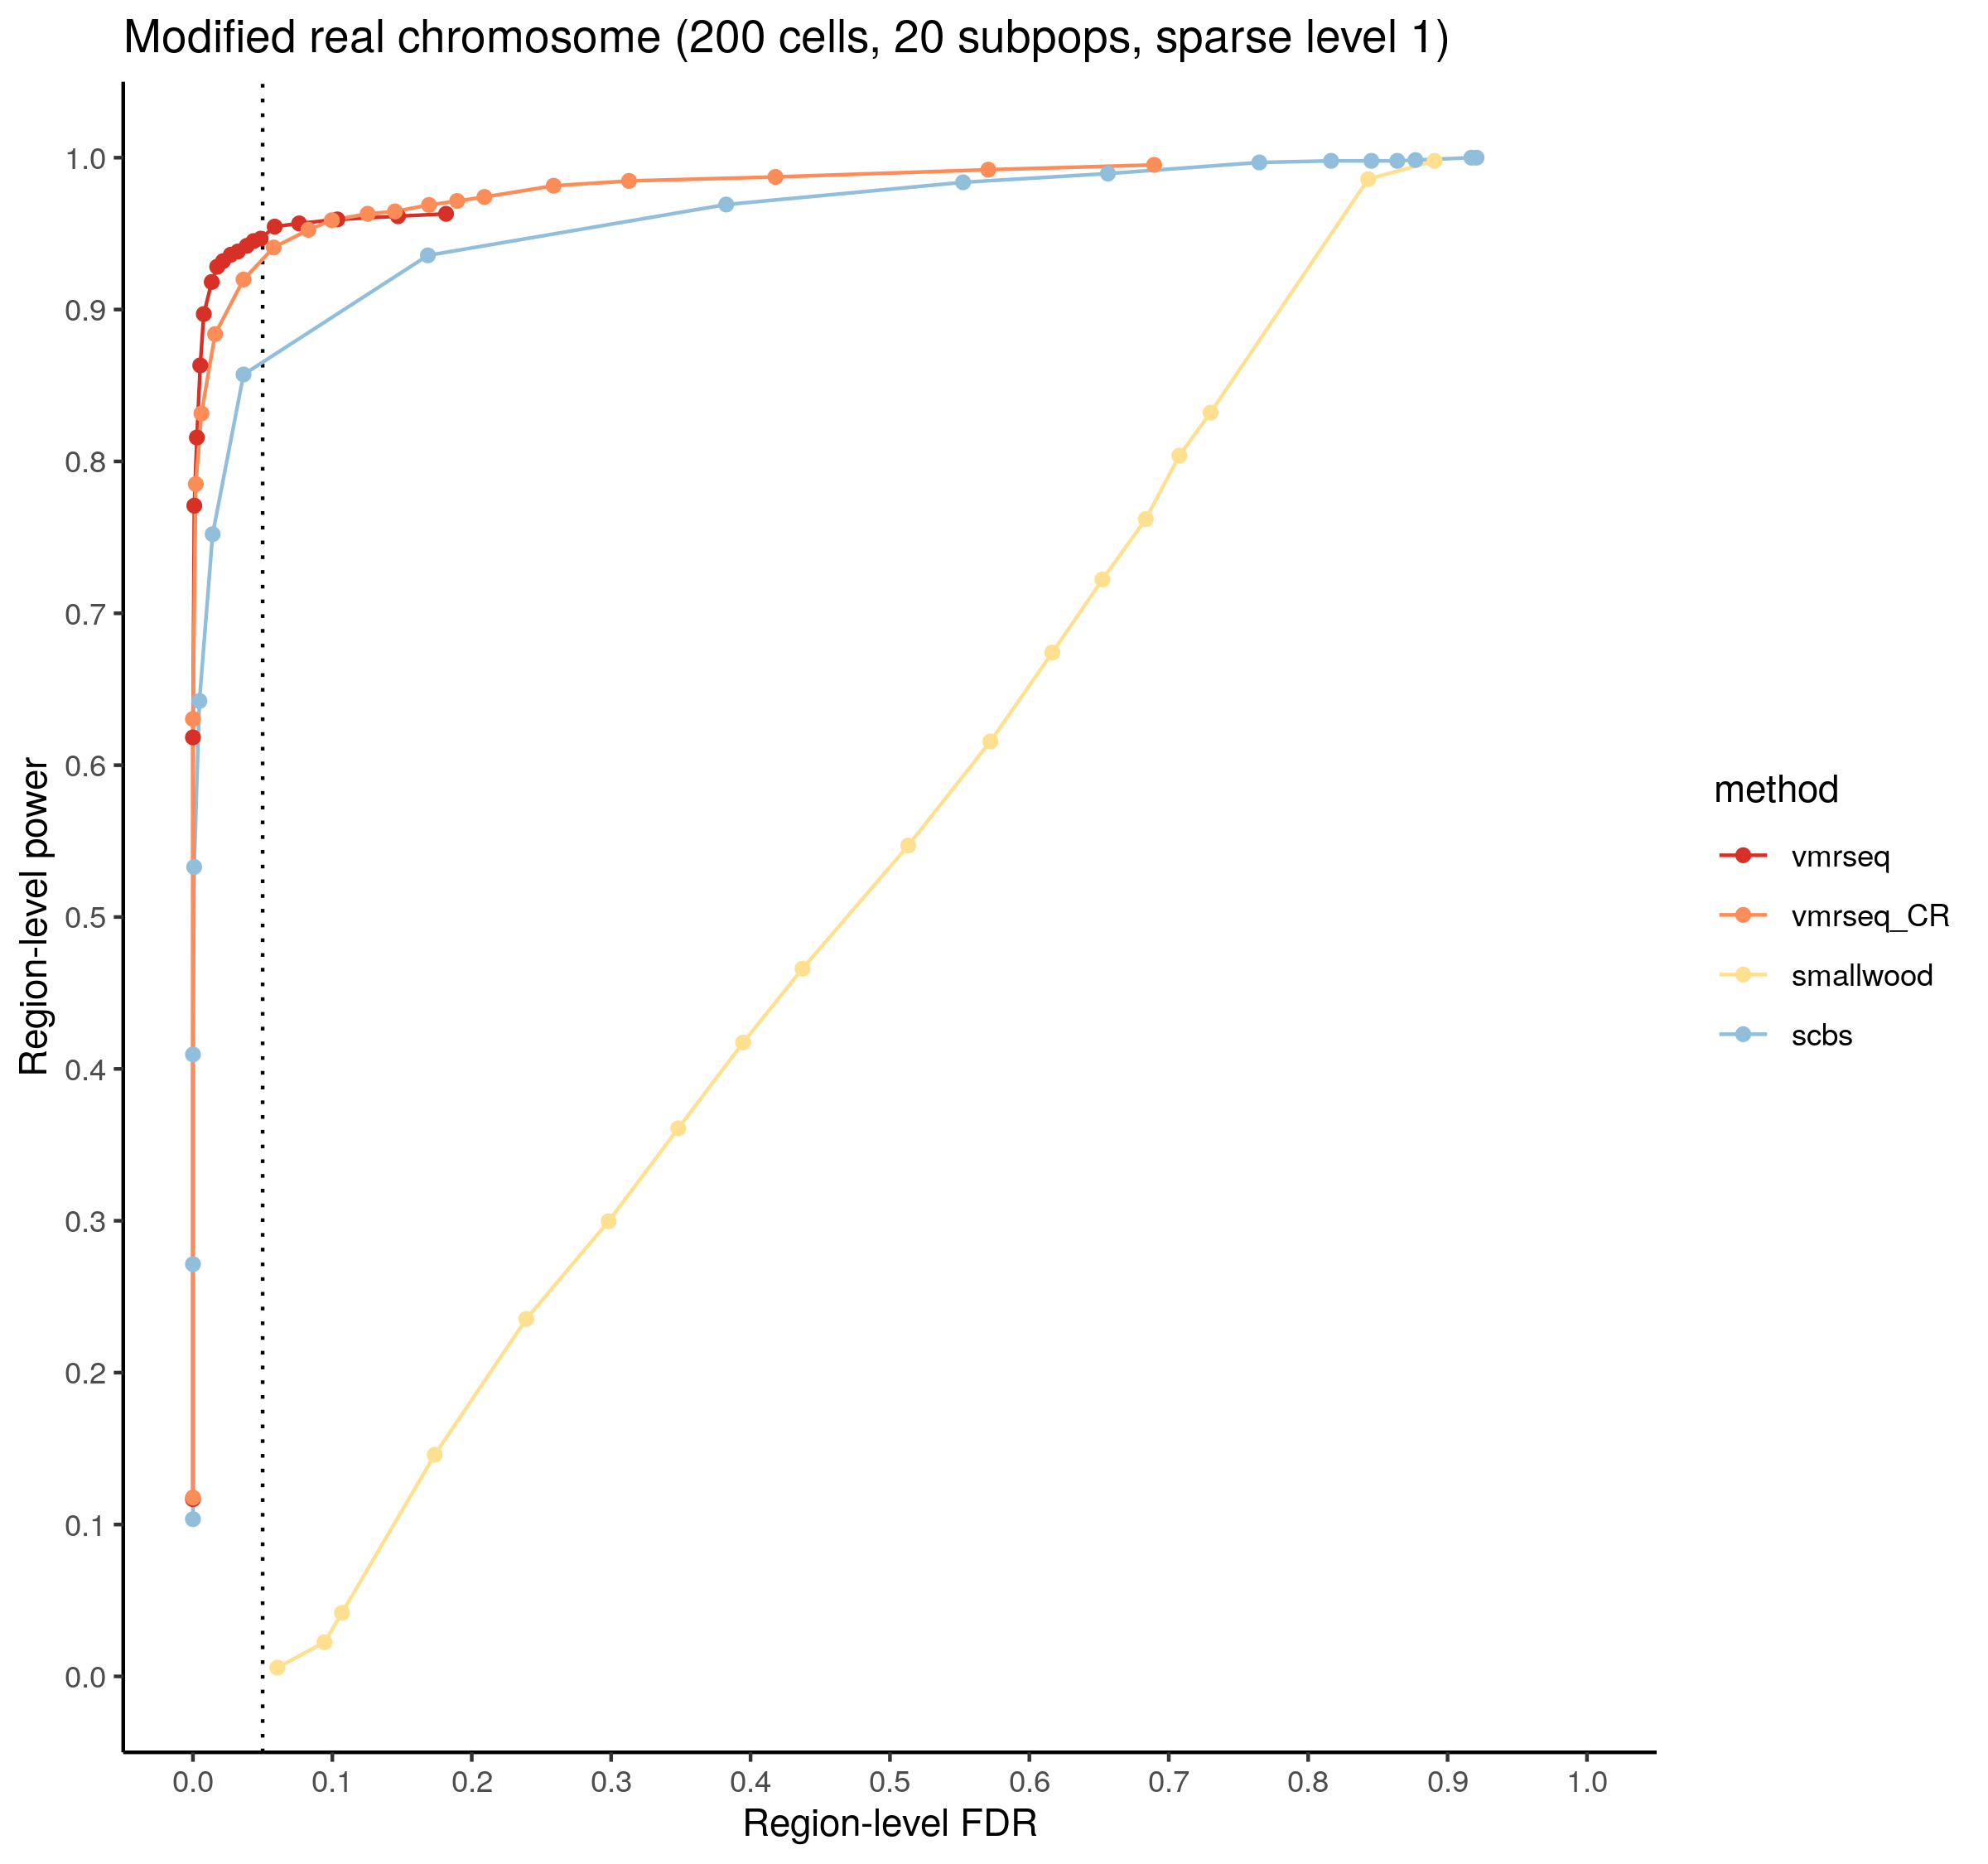 Modified real chromosome (200 cells, 20 subpops, sparse level 1)
Region-level power
1.0
0.9
0.8
0.7
0.6
0.5
0.4
0.3
0.2
0.1
0.0
0.0 0.1 0.2 0.3 0.4 0.5 0.6 0.7 0.8 0.9 1.0
Region-level FDR
method
vmrseq
vmrseq_CR
smallwood
scbs